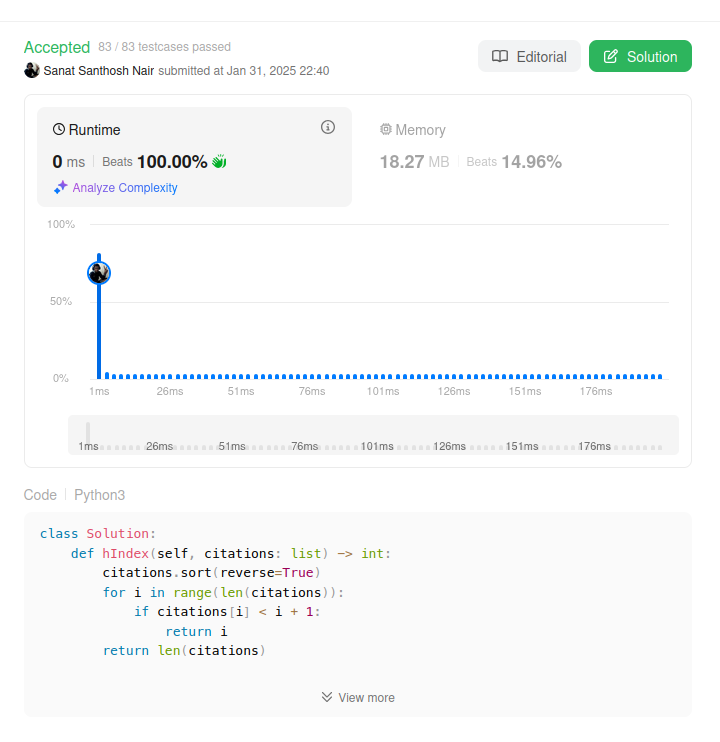 Accepted 83 / 83 testcases passed
Sanat Santhosh Nair submitted at Jan 31, 2025 22:40
Editorial
Solution
Runtime
0 ms | Beats 100.00%
Analyze Complexity
Memory
18.27 MB | Beats 14.96%
100%
50%
0%
1ms 26ms 51ms 76ms 101ms 126ms 151ms 176ms
1ms 26ms 51ms 76ms 101ms 126ms 151ms 176ms
Code | Python3
class Solution:
    def hIndex(self, citations: list) -> int:
        citations.sort(reverse=True)
        for i in range(len(citations)):
            if citations[i] < i + 1:
                return i
        return len(citations)
View more